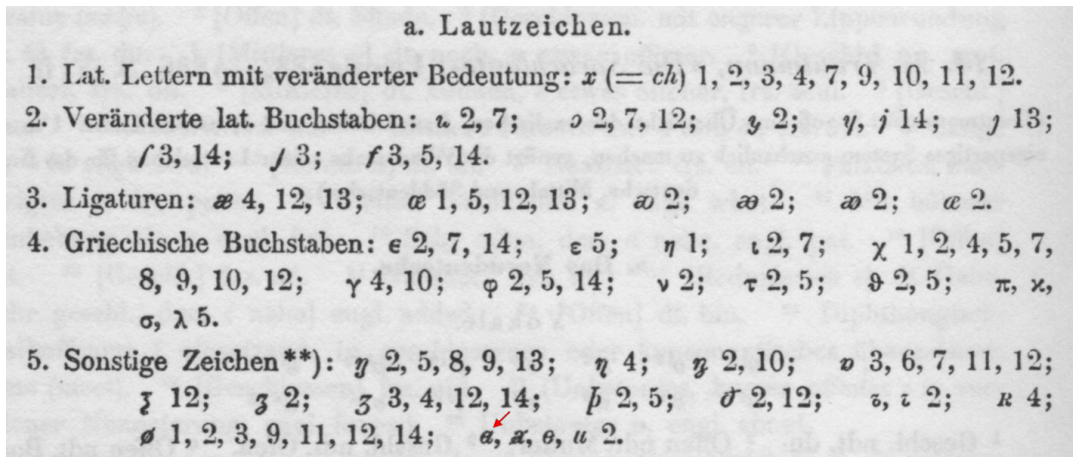 a. Lautzeichen.
1. Lat. Lettern mit veränderter Bedeutung: x (= ch) 1, 2, 3, 4, 7, 9, 10, 11, 12.
2. Veränderte lat. Buchstaben: 2, 7; ɔ 2, 7, 12; 2; 14; 13;
ʃ 3, 14; 3; 3, 5, 14.
3. Ligaturen: æ 4, 12, 13; œ 1, 5, 12, 13; 2; 2; 2; 2.
4. Griechische Buchstaben: ϵ 2, 7, 14; ε 5; η 1; ι 2, 7; χ 1, 2, 4, 5, 7,
8, 9, 10, 12; γ 4, 10; φ 2, 5, 14; ν 2; τ 2, 5; ϑ 2, 5; π, ϰ,
σ, λ 5.
5. Sonstige Zeichen**): 2, 5, 8, 9, 13; 4; 2, 10; 3, 6, 7, 11, 12;
12; 2; ʒ 3, 4, 12, 14; þ 2, 5; 2, 12; 2; ʀ 4;
ø 1, 2, 3, 9, 11, 12, 14; 2.